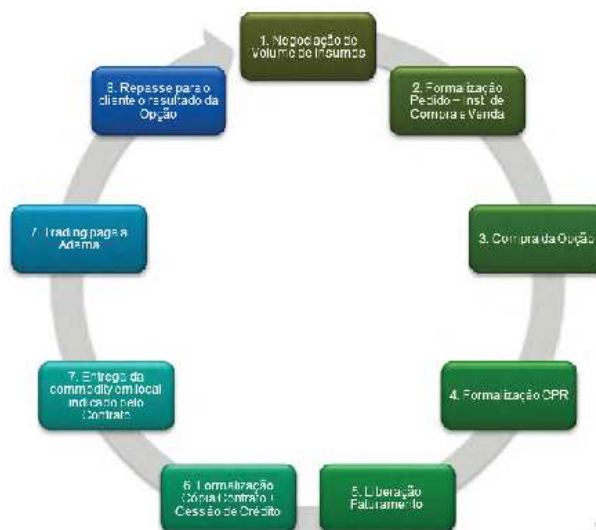 1. Negociação de
Volume de Insumos
2. Formalização
Pedido – Inst. de
Compra e Venda
3. Compra da Opção
4. Formalização CPR
5. Liberação
Faturamento
6. Formalização
Cópia Contrato +
Cessão de Crédito
7. Entrega da
commodity em local
indicado pelo
Contrato
7. Trading paga a
Adama
8. Repasse para o
cliente o resultado da
Opção